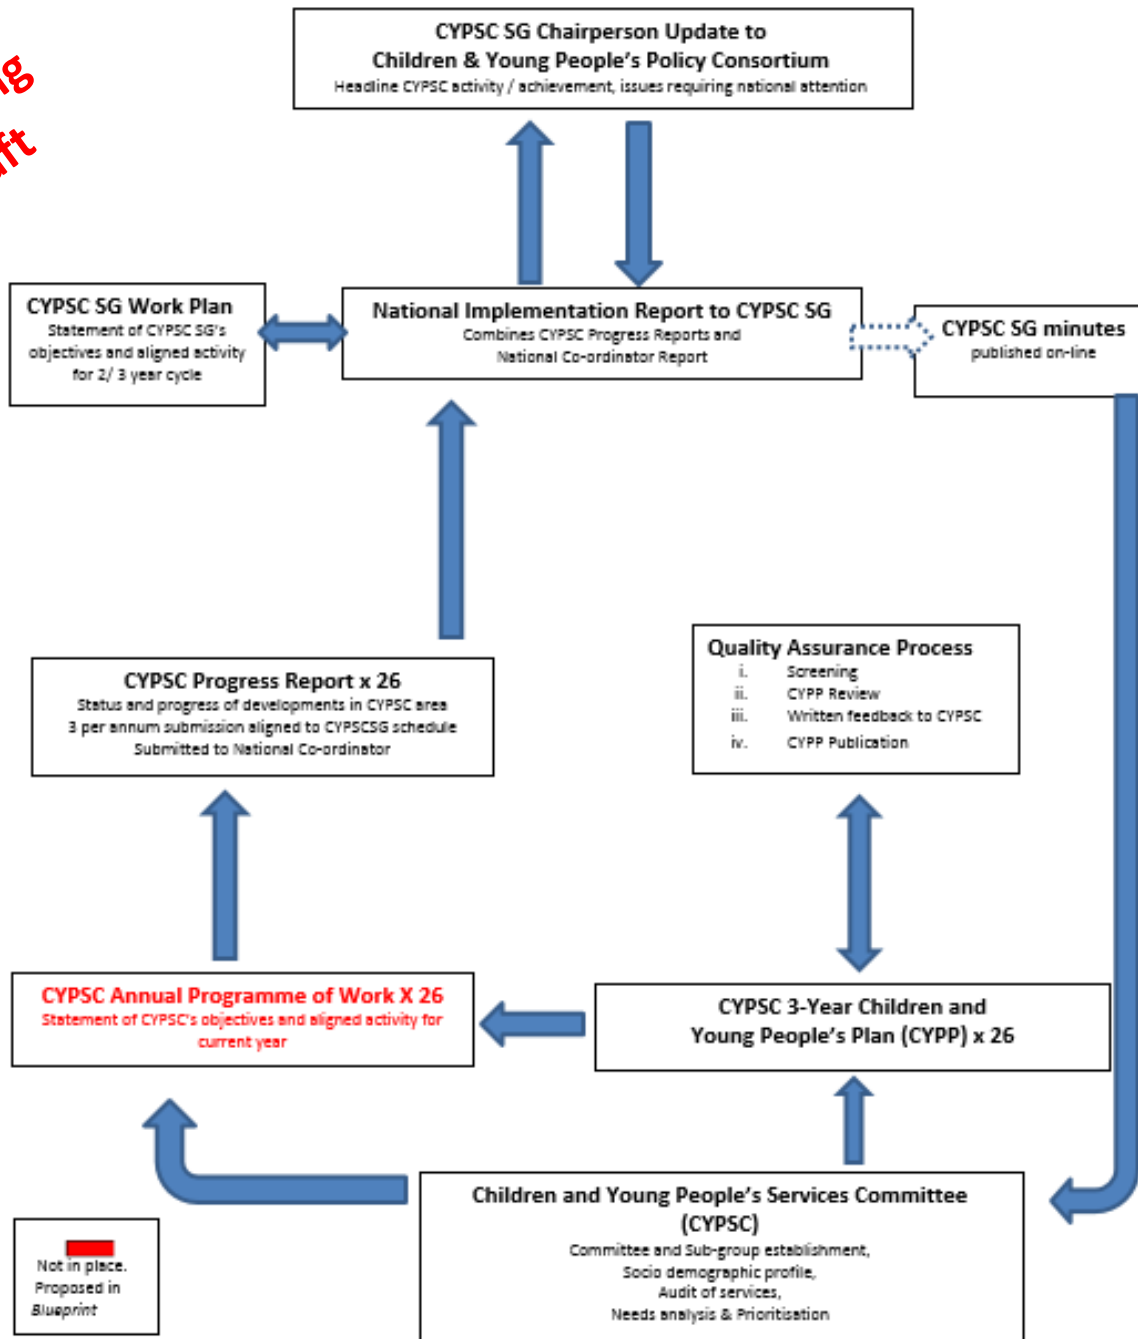 CYPSC SG Chairperson Update to
Children & Young People's Policy Consortium
Headline CYPSC activity / achievement, issues requiring national attention
CYPSC SG Work Plan
Statement of CYPSC SG's
objectives and aligned activity
for 2/ 3 year cycle
National Implementation Report to CYPSC SG
Combines CYPSC Progress Reports and
National Co-ordinator Report
CYPSC SG minutes
published on-line
CYPSC Progress Report x 26
Status and progress of developments in CYPSC area
3 per annum submission aligned to CYPSCSG schedule
Submitted to National Co-ordinator
Quality Assurance Process
i. Screening
ii. CYPP Review
iii. Written feedback to CYPSC
iv. CYPP Publication
CYPSC Annual Programme of Work X 26
Statement of CYPSC's objectives and aligned activity for
current year
CYPSC 3-Year Children and
Young People's Plan (CYPP) x 26
Children and Young People's Services Committee
(CYPSC)
Committee and Sub-group establishment,
Socio demographic profile,
Audit of services,
Needs analysis & Prioritisation
Not in place.
Proposed in
Blueprint